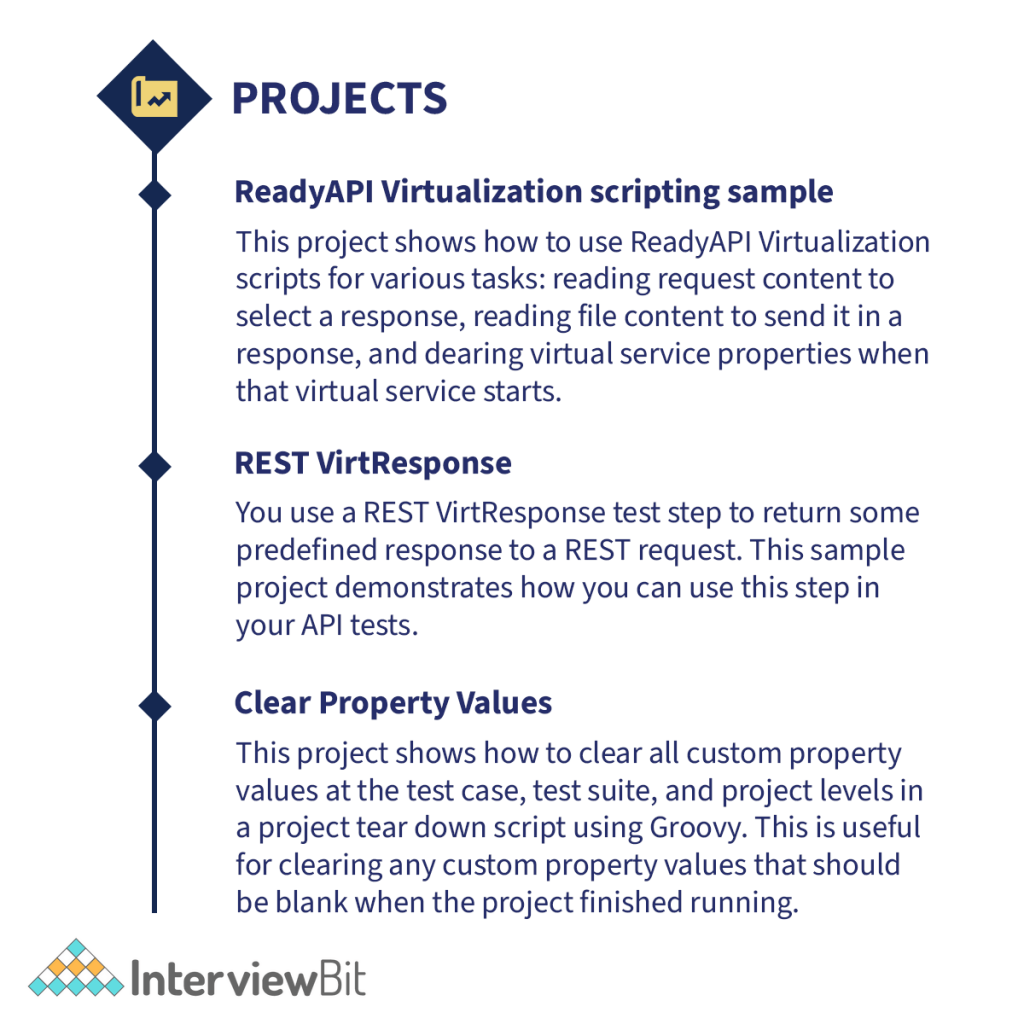 PROJECTS
ReadyAPI Virtualization scripting sample
This project shows how to use ReadyAPI Virtualization
scripts for various tasks: reading request content to
select a response, reading file content to send it in a
response, and dearing virtual service properties when
that virtual service starts.
REST VirtResponse
You use a REST VirtResponse test step to return some
predefined response to a REST request. This sample
project demonstrates how you can use this step in
your API tests.
Clear Property Values
This project shows how to clear all custom property
values at the test case, test suite, and project levels in
a project tear down script using Groovy. This is useful
for clearing any custom property values that should
be blank when the project finished running.
InterviewBit